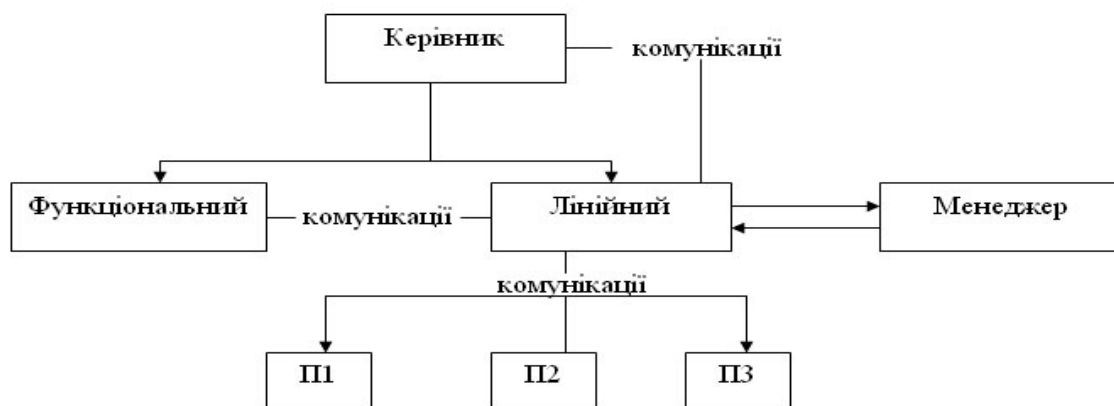 Керівник
комунікації
Функціональний
комунікації
Лінійний
Менеджер
комунікації
П1
П2
П3